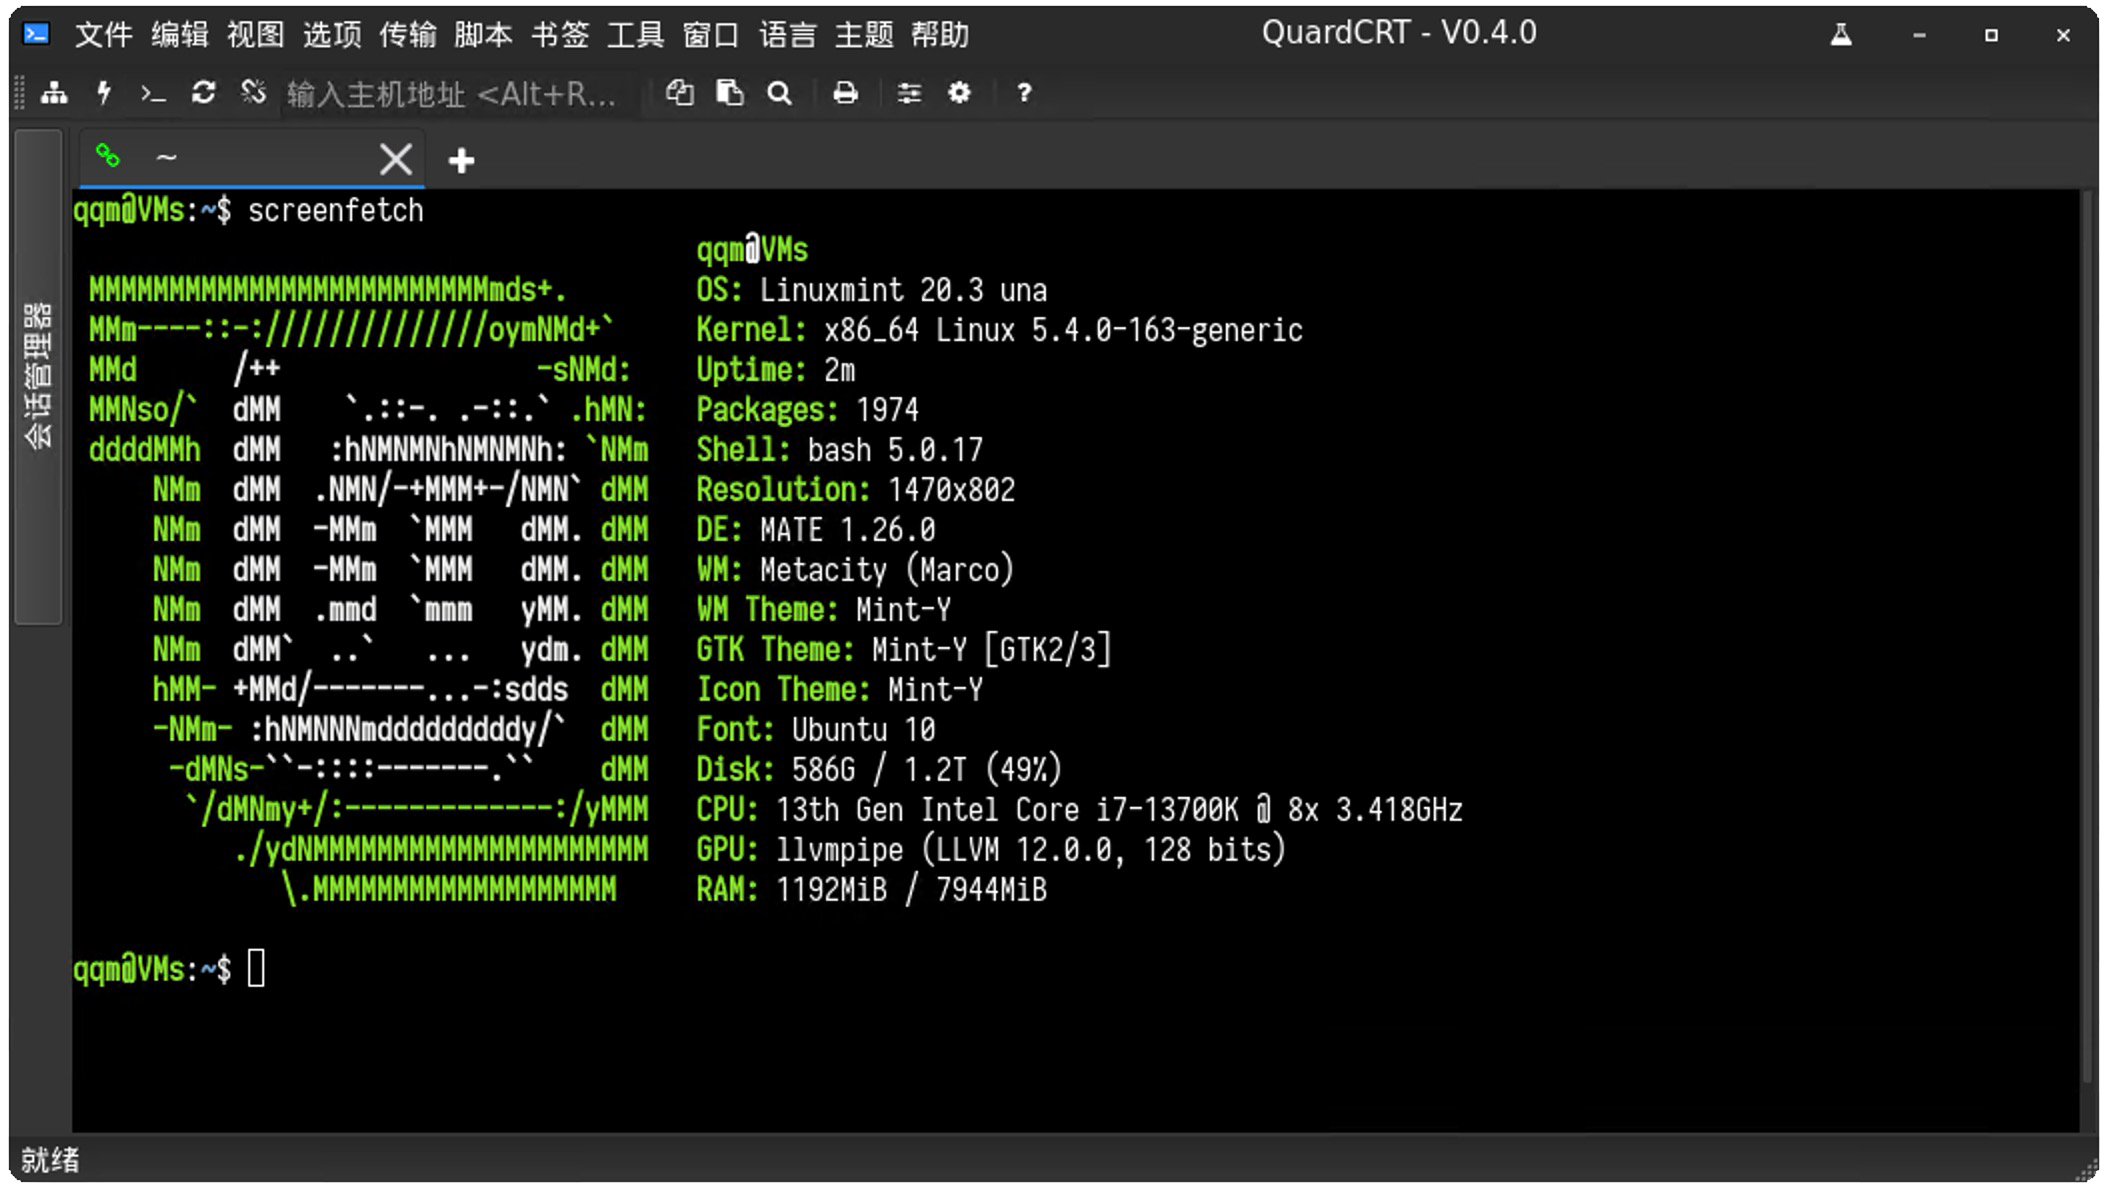 文件 编辑 视图 选项 传输 脚本 书签 工具 窗口 语言 主题 帮助 QuardCRT - V0.4.0
输入主机地址 <Alt+R... ?
~
会话管理器
qqm@VMs:~$ screenfetch
qqm@VMs
MMMMMMMMMMMMMMMMMMMMMMMMMmds+. OS: Linuxmint 20.3 una
MMm----::-://////////////oymNMd+` Kernel: x86_64 Linux 5.4.0-163-generic
MMd /++ -sNMd: Uptime: 2m
MMNso/` dMM `.::-. .-::.` .hMN: Packages: 1974
ddddMMh dMM :hNMNMNhNMNMNh: `NMm Shell: bash 5.0.17
NMm dMM .NMN/-+MMM+-/NMN` dMM Resolution: 1470x802
NMm dMM -MMm `MMM dMM. dMM DE: MATE 1.26.0
NMm dMM -MMm `MMM dMM. dMM WM: Metacity (Marco)
NMm dMM .mmd `mmm yMM. dMM WM Theme: Mint-Y
NMm dMM` ..` ... ydm. dMM GTK Theme: Mint-Y [GTK2/3]
hMM- +MMd/-------...-:sdds dMM Icon Theme: Mint-Y
-NMm- :hNMNNNmdddddddddy/` dMM Font: Ubuntu 10
-dMNs-``-::::-------.`` dMM Disk: 586G / 1.2T (49%)
`/dMNmy+/:-------------:/yMMM CPU: 13th Gen Intel Core i7-13700K @ 8x 3.418GHz
./ydNMMMMMMMMMMMMMMMMMMMMM GPU: llvmpipe (LLVM 12.0.0, 128 bits)
\.MMMMMMMMMMMMMMMMMMM RAM: 1192MiB / 7944MiB
qqm@VMs:~$
就绪